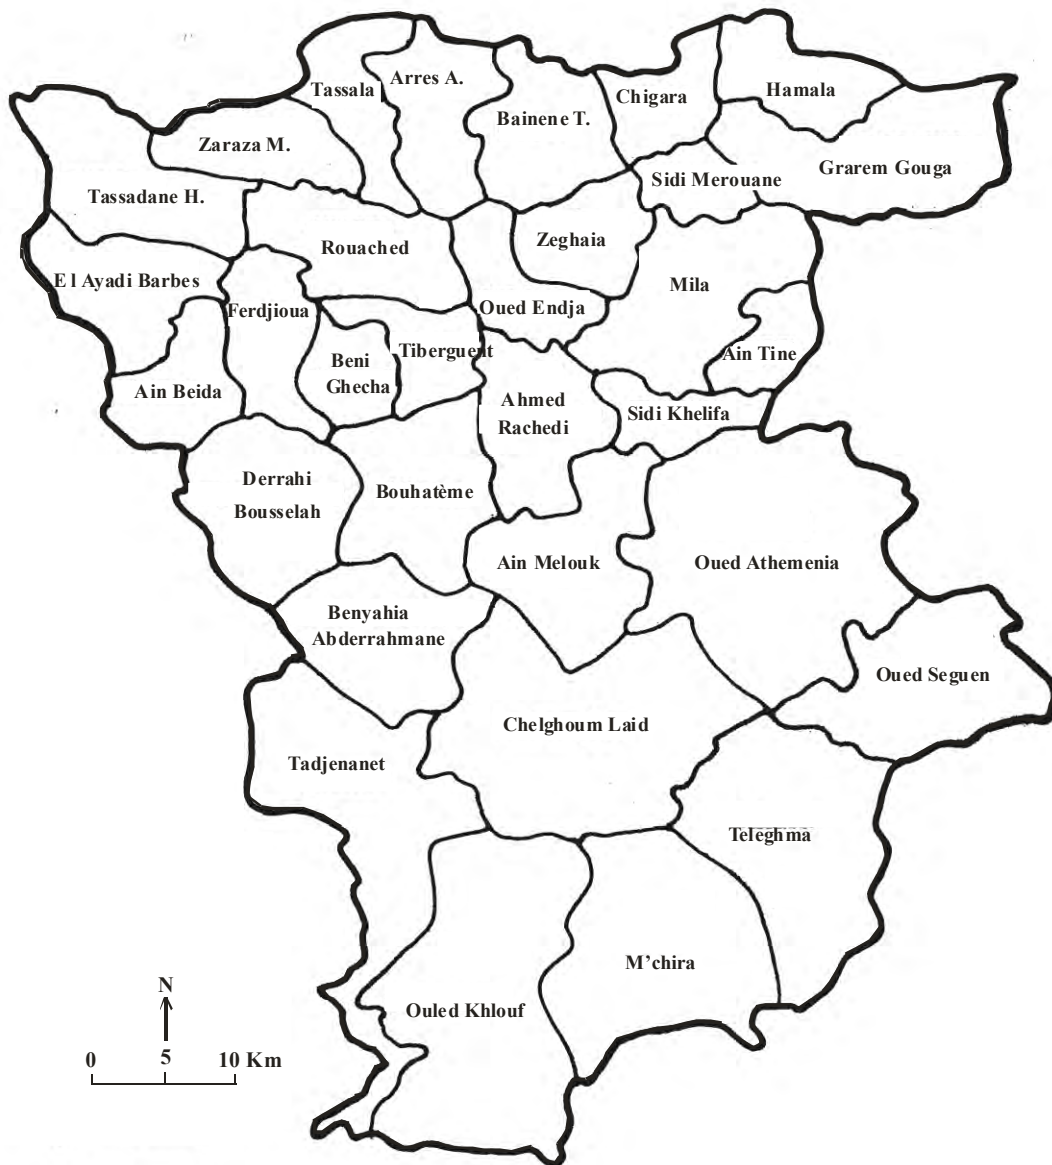 Tassala
Arres A.
Bainene T.
Chigara
Hamala
Zaraza M.
Grarem Gouga
Sidi Merouane
Tassadane H.
Rouached
Zeghaia
El Ayadi Barbes
Mila
Ferdjioua
Oued Endja
Tiberguent
Ain Tine
Beni
Ghecha
Ain Beida
Ahmed
Rachedi
Sidi Khelifa
Derrahi
Bousselah
Bouhatème
Ain Melouk
Oued Athemenia
Benyahia
Abderrahmane
Oued Seguen
Chelghoum Laid
Tadjenanet
Teleghma
M'chira
Ouled Khlouf
N
0 5 10 Km